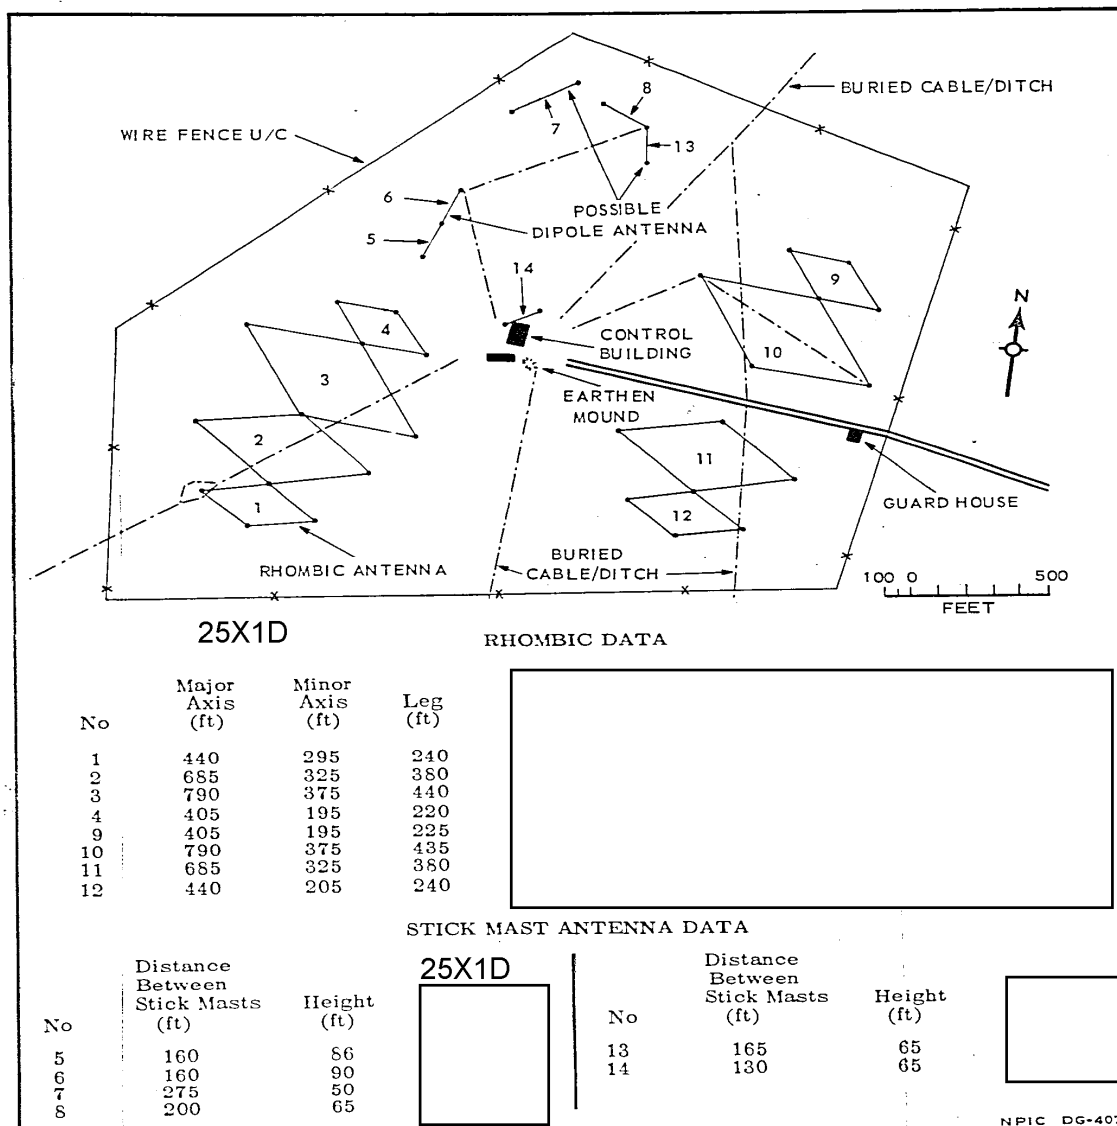 BURIED CABLE/DITCH
8
7
WIRE FENCE U/C
13
6
POSSIBLE
DIPOLE ANTENNA
5
14
9
N
4
CONTROL
BUILDING
10
3
EARTHEN
MOUND
2
11
GUARD HOUSE
1
12
RHOMBIC ANTENNA
BURIED
CABLE/DITCH
100 0 500
FEET
25X1D
RHOMBIC DATA
No Major Axis (ft) Minor Axis (ft) Leg (ft)
1 440 295 240
2 685 325 380
3 790 375 440
4 405 195 220
9 405 195 225
10 790 375 435
11 685 325 380
12 440 205 240
STICK MAST ANTENNA DATA
25X1D
No Distance Between Stick Masts (ft) Height (ft)
5 160 86
6 160 90
7 275 50
8 200 65
No Distance Between Stick Masts (ft) Height (ft)
13 165 65
14 130 65
NPIC DG-407